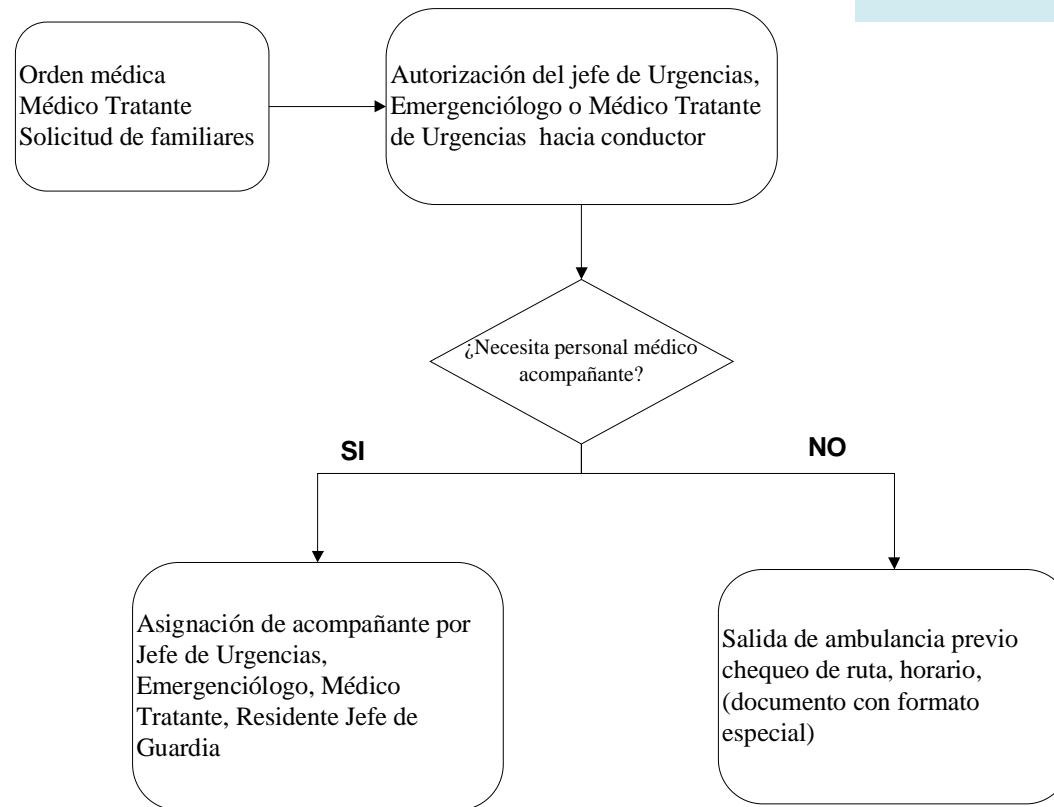 Orden médica
Médico Tratante
Solicitud de familiares
Autorización del jefe de Urgencias,
Emergenciólogo o Médico Tratante
de Urgencias hacia conductor
¿Necesita personal médico
acompañante?
SI
NO
Asignación de acompañante por
Jefe de Urgencias,
Emergenciólogo, Médico
Tratante, Residente Jefe de
Guardia
Salida de ambulancia previo
chequeo de ruta, horario,
(documento con formato
especial)